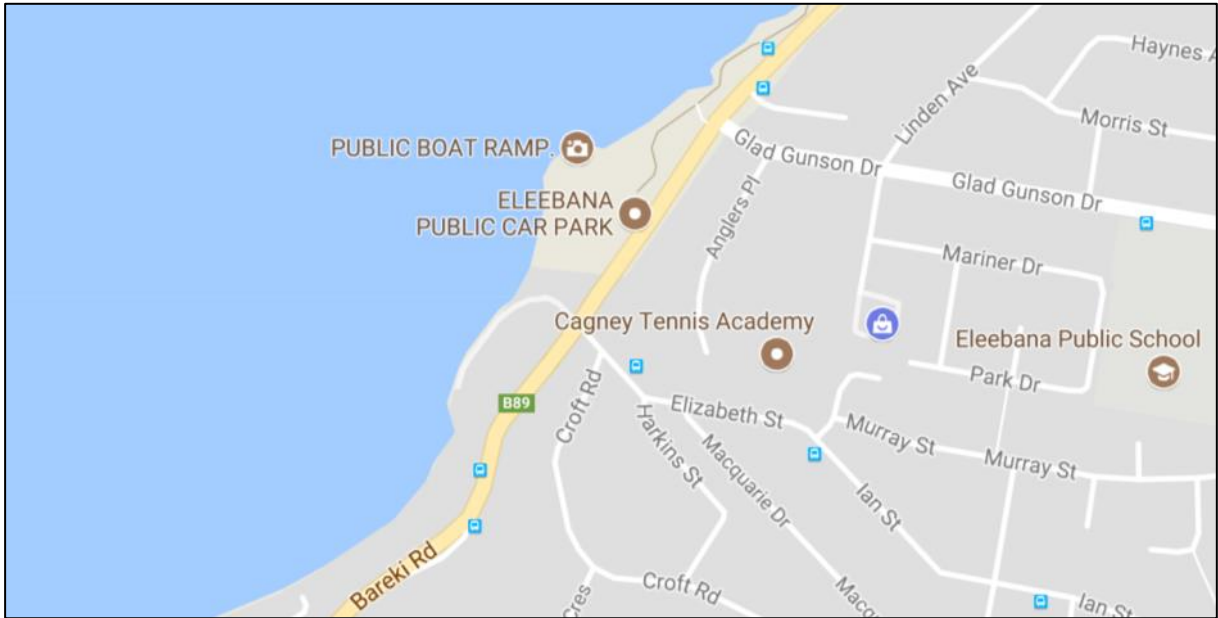 Haynes A
Linden Ave
Morris St
PUBLIC BOAT RAMP.
Glad Gunson Dr
Glad Gunson Dr
ELEEBANA
PUBLIC CAR PARK
Anglers Pl
Mariner Dr
Cagney Tennis Academy
Eleebana Public School
Park Dr
B89
Croft Rd
Elizabeth St
Harkins St
Macquarie Dr
Murray St
Murray St
Ian St
Bareki Rd
cres
Croft Rd
Macq
Ian St